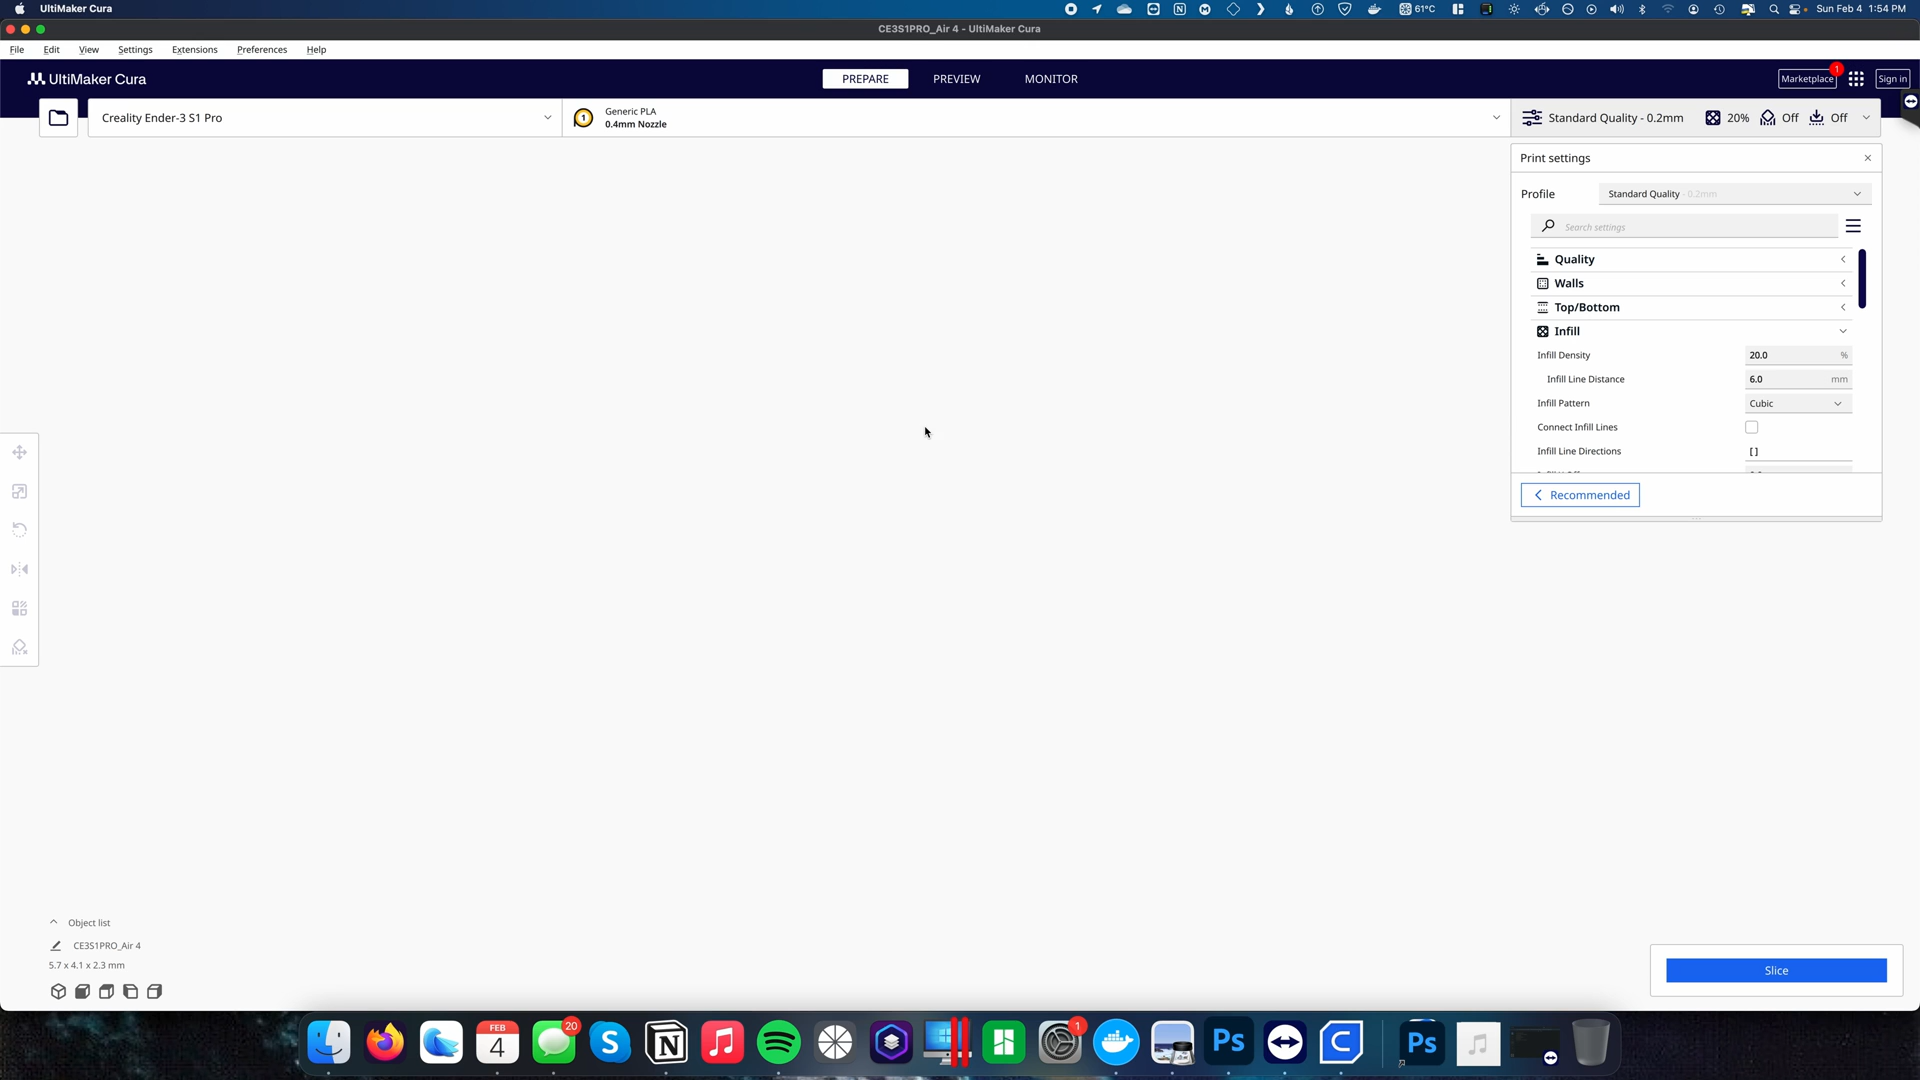 UltiMaker Cura
61°C
Sun Feb 4 1:54 PM
CE3S1PRO_Air 4 - UltiMaker Cura
File Edit View Settings Extensions Preferences Help
UltiMaker Cura
PREPARE
PREVIEW
MONITOR
Marketplace
1
Sign in
Creality Ender-3 S1 Pro
1
Generic PLA
0.4mm Nozzle
Standard Quality - 0.2mm
20%
Off
Off
Print settings
Profile
Standard Quality - 0.2mm
Search settings
Quality
Walls
Top/Bottom
Infill
Infill Density
20.0 %
Infill Line Distance
6.0 mm
Infill Pattern
Cubic
Connect Infill Lines
Infill Line Directions
[ ]
Recommended
Object list
CE3S1PRO_Air 4
5.7 x 4.1 x 2.3 mm
Slice
FEB
4
20
1
Ps
Ps